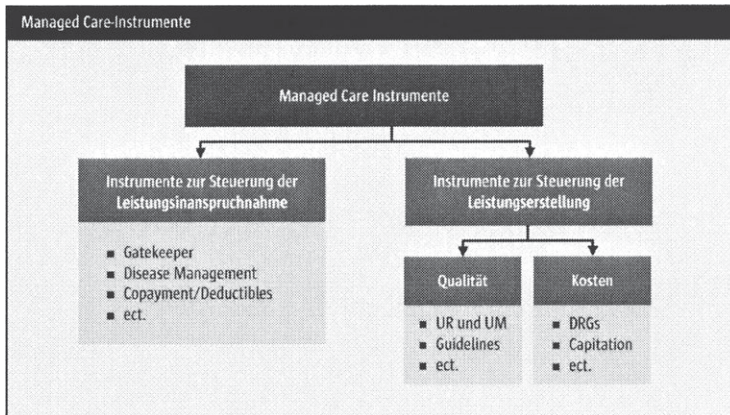 Managed Care-Instrumente
Managed Care Instrumente
Instrumente zur Steuerung der
Leistungsinanspruchnahme
■ Gatekeeper
■ Disease Management
■ Copayment/Deductibles
■ ect.
Instrumente zur Steuerung der
Leistungserstellung
Qualität
■ UR und UM
■ Guidelines
■ ect.
Kosten
■ DRGs
■ Capitation
■ ect.